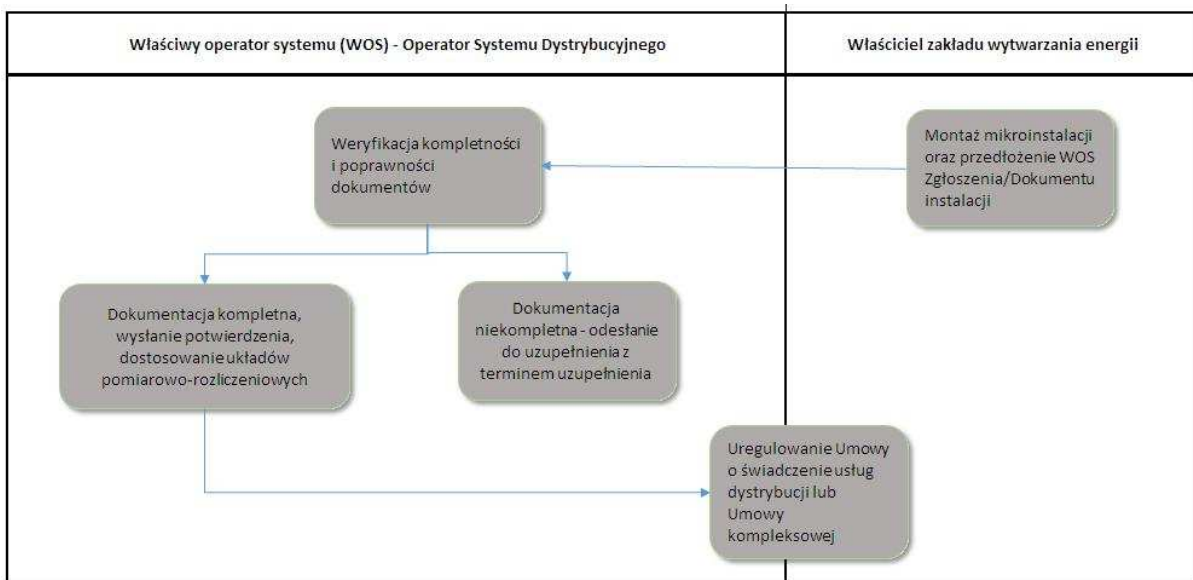 Właściwy operator systemu (WOS) - Operator Systemu Dystrybucyjnego
Właściciel zakładu wytwarzania energii
Montaż mikroinstalacji
oraz przedłożenie WOS
Zgłoszenia/Dokumentu
instalacji
Weryfikacja kompletności
i poprawności
dokumentów
Dokumentacja kompletna,
wysłanie potwierdzenia,
dostosowanie układów
pomiarowo-rozliczeniowych
Dokumentacja
niekompletna - odesłanie
do uzupełnienia z
terminem uzupełnienia
Uregulowanie Umowy
o świadczenie usług
dystrybucji lub
Umowy
kompleksowej